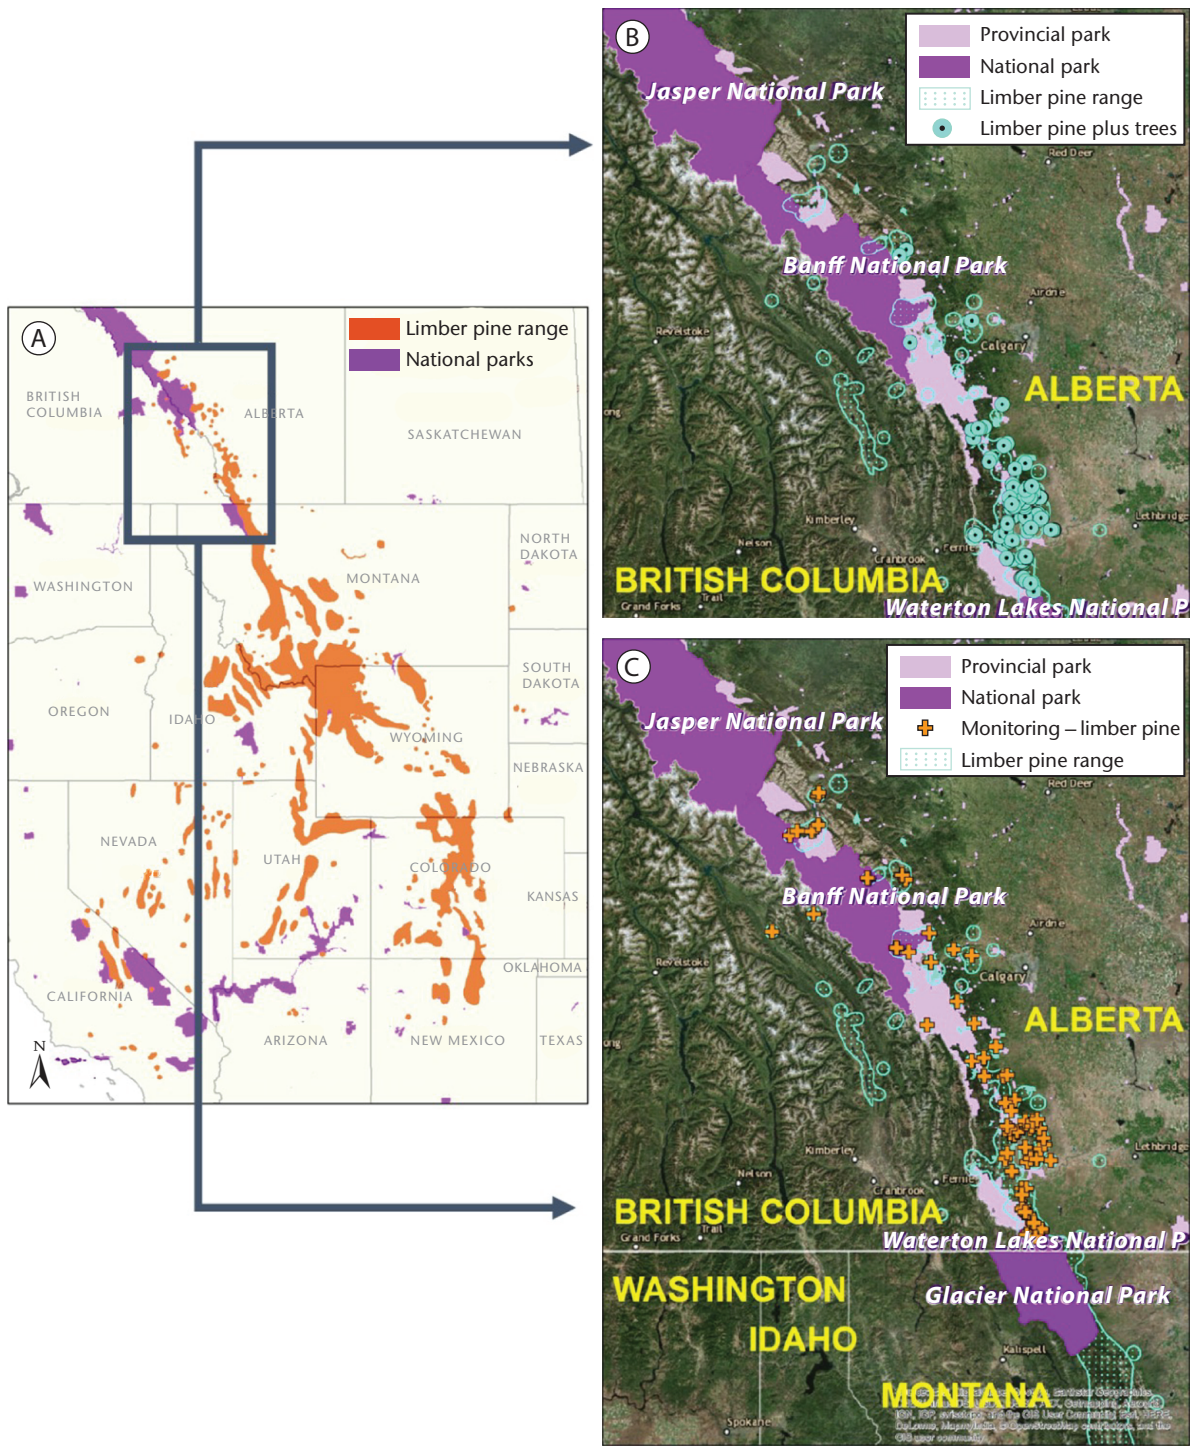 A
Limber pine range
National parks
BRITISH
COLUMBIA
ALBERTA
SASKATCHEWAN
WASHINGTON
MONTANA
NORTH
DAKOTA
OREGON
IDAHO
SOUTH
DAKOTA
WYOMING
NEBRASKA
NEVADA
UTAH
COLORADO
KANSAS
CALIFORNIA
OKLAHOMA
ARIZONA
NEW MEXICO
TEXAS
N
B
Provincial park
National park
Limber pine range
Limber pine plus trees
Jasper National Park
Red Deer
Banff National Park
Airdrie
Revelstoke
Calgary
ALBERTA
Kimberley
Lethbridge
Nelson
Cranbrook
Fernie
BRITISH COLUMBIA
Trail
Grand Forks
Waterton Lakes National P
C
Provincial park
National park
Monitoring – limber pine
Limber pine range
Jasper National Park
Red Deer
Banff National Park
Airdrie
Revelstoke
Calgary
ALBERTA
Kimberley
Lethbridge
Nelson
Cranbrook
Fernie
BRITISH COLUMBIA
Trail
Grand Forks
Waterton Lakes National P
WASHINGTON
Glacier National Park
IDAHO
Kalispell
MONTANA
Spokane